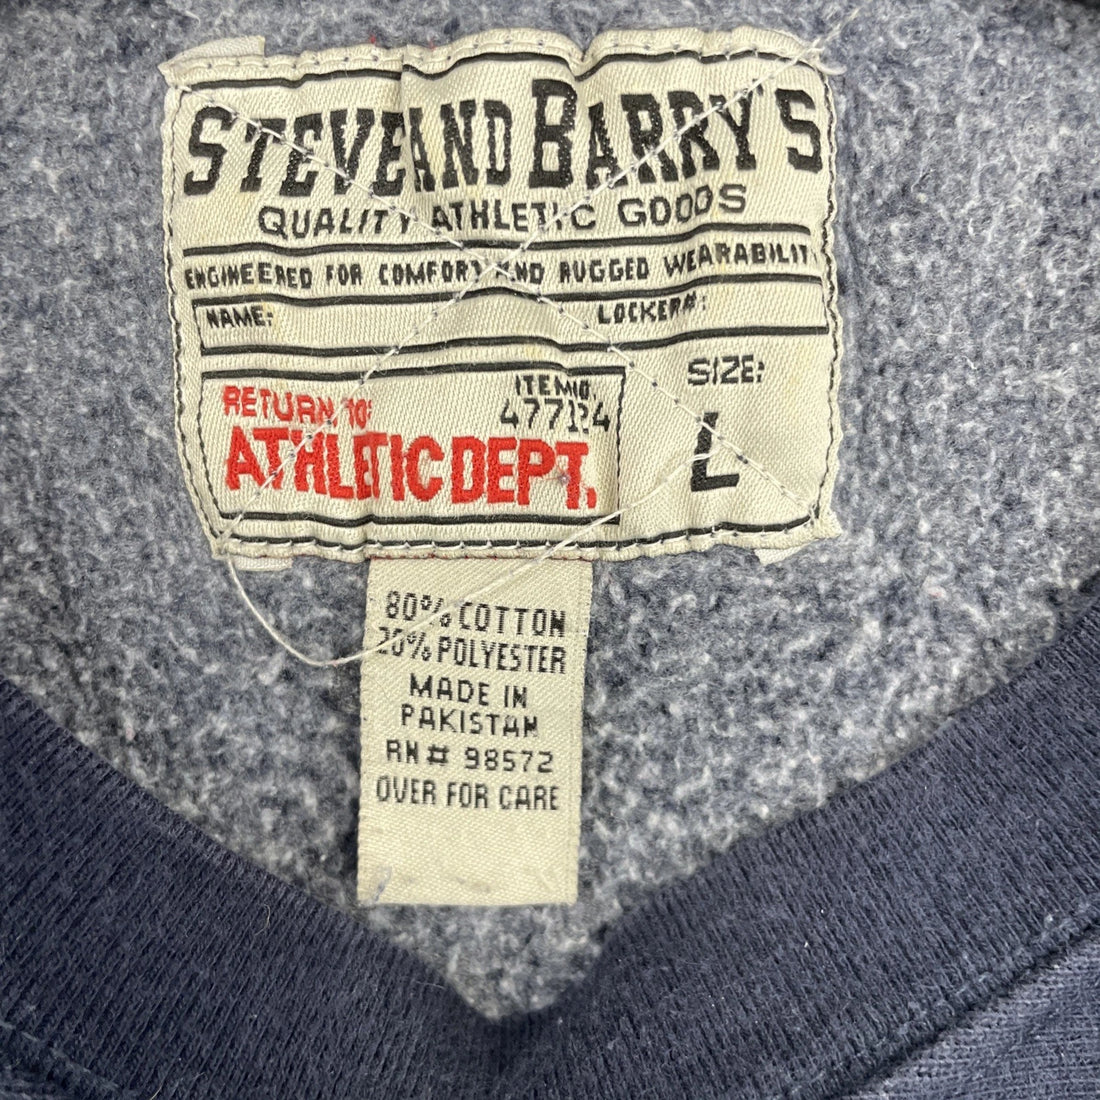 STEVE AND BARRY'S
QUALITY ATHLETIC GOODS
ENGINEERED FOR COMFORT AND RUGGED WEARABILIT
NAME: LOCKER#:
RETURN TO: ITEM NO.
ATHLETIC DEPT. 477124
SIZE:
L
80% COTTON
20% POLYESTER
MADE IN
PAKISTAN
RN# 98572
OVER FOR CARE